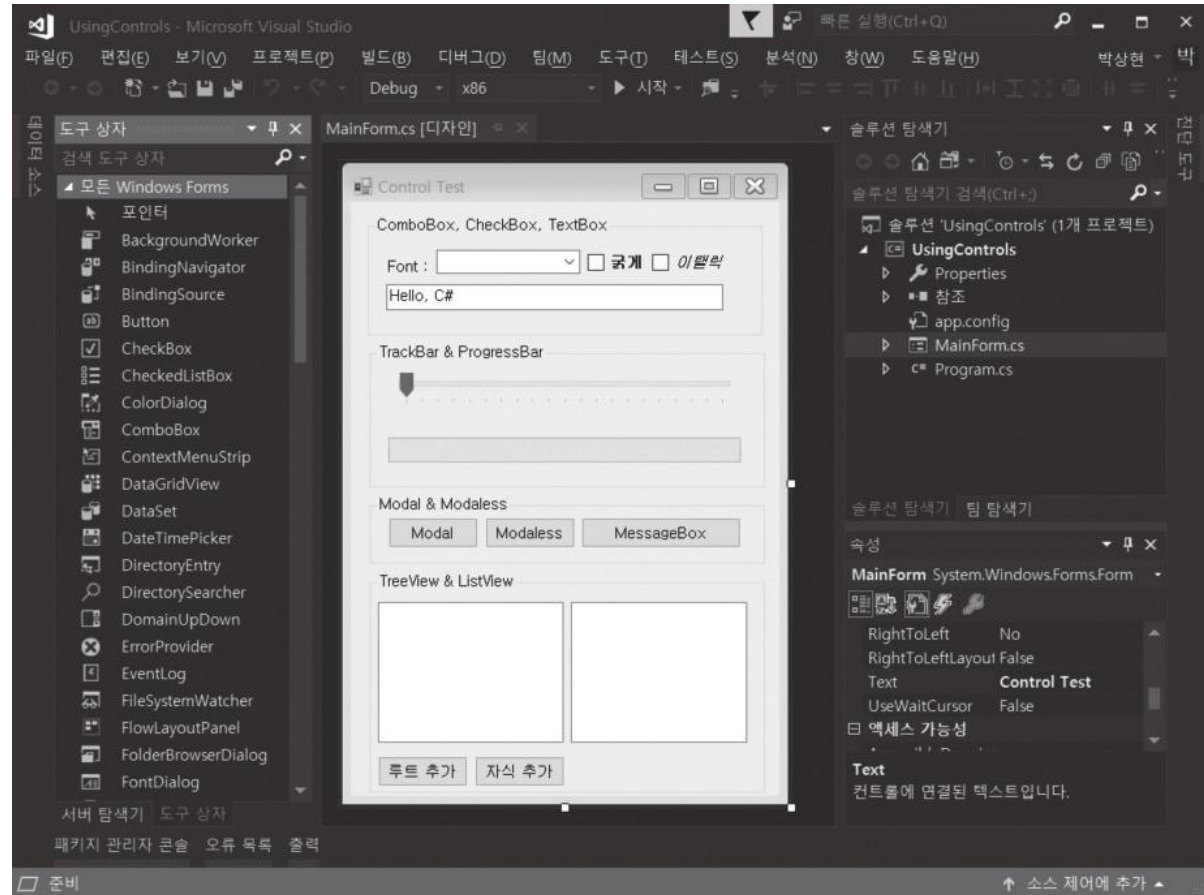 UsingControls - Microsoft Visual Studio
빠른 실행(Ctrl+Q)
파일(F) 편집(E) 보기(V) 프로젝트(P) 빌드(B) 디버그(D) 팀(M) 도구(T) 테스트(S) 분석(N) 창(W) 도움말(H) 박상현 박
Debug x86 시작
데이터 소스
도구 상자
검색 도구 상자
모든 Windows Forms
포인터
BackgroundWorker
BindingNavigator
BindingSource
Button
CheckBox
CheckedListBox
ColorDialog
ComboBox
ContextMenuStrip
DataGridView
DataSet
DateTimePicker
DirectoryEntry
DirectorySearcher
DomainUpDown
ErrorProvider
EventLog
FileSystemWatcher
FlowLayoutPanel
FolderBrowserDialog
FontDialog
서버 탐색기 도구 상자
MainForm.cs [디자인]
Control Test
ComboBox, CheckBox, TextBox
Font : 굵게 이탤릭
Hello, C#
TrackBar & ProgressBar
Modal & Modaless
Modal Modaless MessageBox
TreeView & ListView
루트 추가 자식 추가
솔루션 탐색기
솔루션 탐색기 검색(Ctrl+;)
솔루션 'UsingControls' (1개 프로젝트)
UsingControls
Properties
참조
app.config
MainForm.cs
C# Program.cs
솔루션 탐색기 팀 탐색기
속성
MainForm System.Windows.Forms.Form
RightToLeft No
RightToLeftLayout False
Text Control Test
UseWaitCursor False
액세스 가능성
Text
컨트롤에 연결된 텍스트입니다.
진단 도구
패키지 관리자 콘솔 오류 목록 출력
준비
소스 제어에 추가